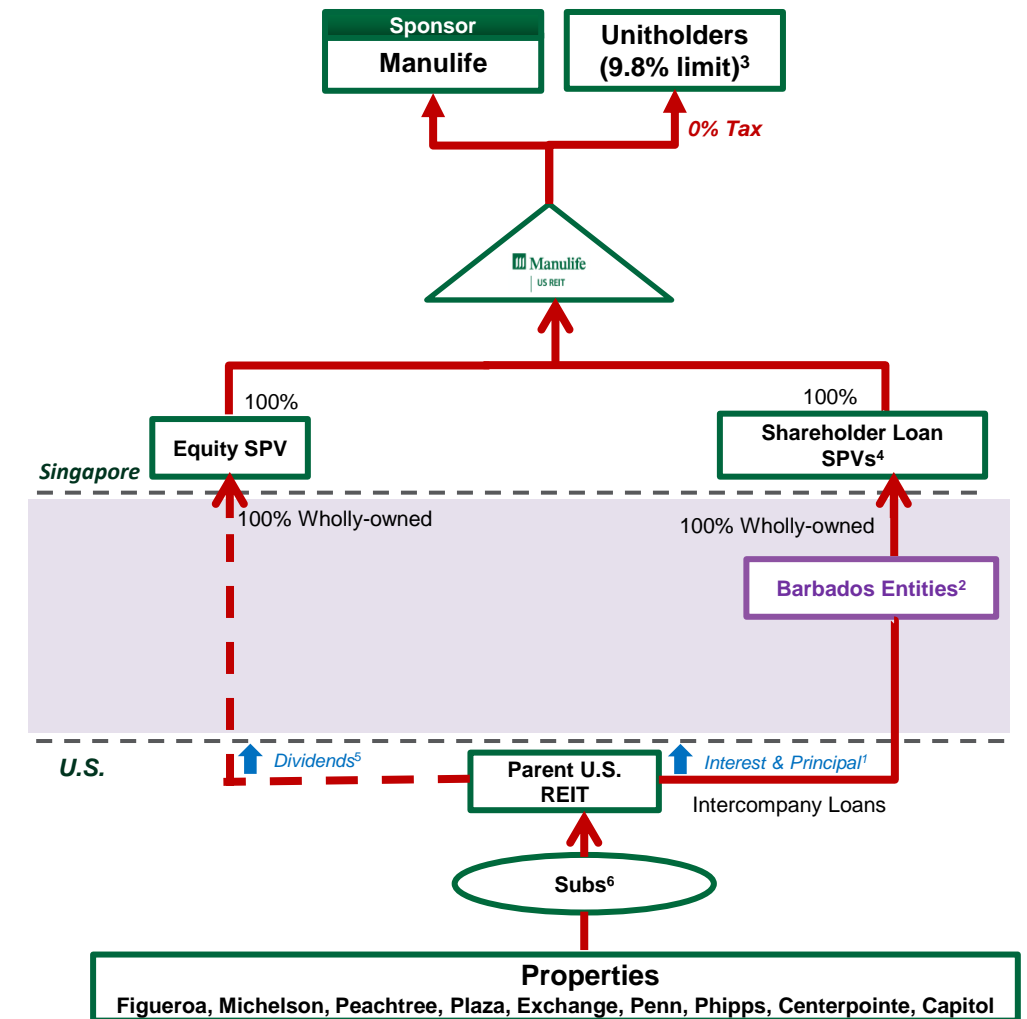 Sponsor
Manulife
Unitholders
(9.8% limit)³
0% Tax
Manulife
US REIT
100%
100%
Equity SPV
Shareholder Loan
SPVs⁴
Singapore
100% Wholly-owned
100% Wholly-owned
Barbados Entities²
U.S.
Dividends⁵
Parent U.S.
REIT
Interest & Principal¹
Intercompany Loans
Subs⁶
Properties
Figueroa, Michelson, Peachtree, Plaza, Exchange, Penn, Phipps, Centerpointe, Capitol